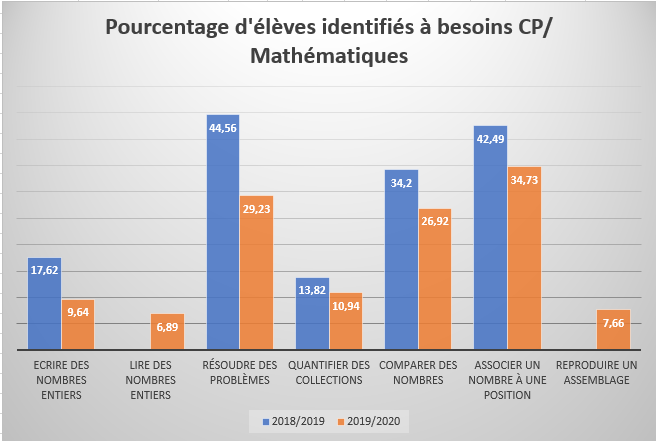 Pourcentage d'élèves identifiés à besoins CP/
Mathématiques
44,56
42,49
34,2
34,73
29,23
26,92
17,62
13,82
10,94
9,64
6,89
7,66
ECRIRE DES
NOMBRES
ENTIERS
LIRE DES
NOMBRES
ENTIERS
RÉSOUDRE DES
PROBLÈMES
QUANTIFIER DES
COLLECTIONS
COMPARER DES
NOMBRES
ASSOCIER UN
NOMBRE À UNE
POSITION
REPRODUIRE UN
ASSEMBLAGE
2018/2019
2019/2020